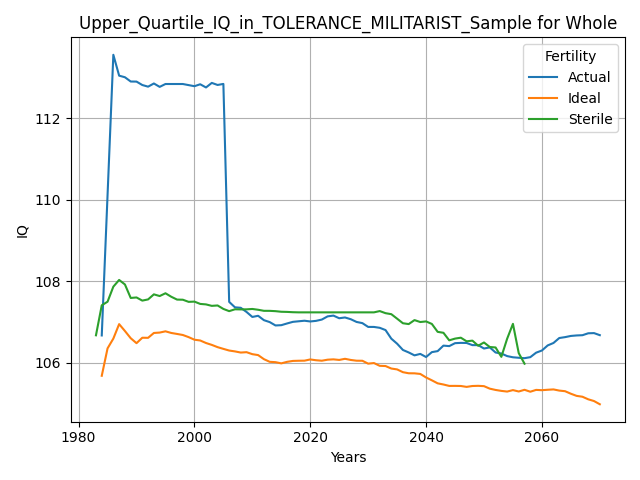 Upper_Quartile_IQ_in_TOLERANCE_MILITARIST_Sample for Whole
Fertility
Actual
Ideal
Sterile
112
110
108
106
IQ
1980
2000
2020
2040
2060
Years